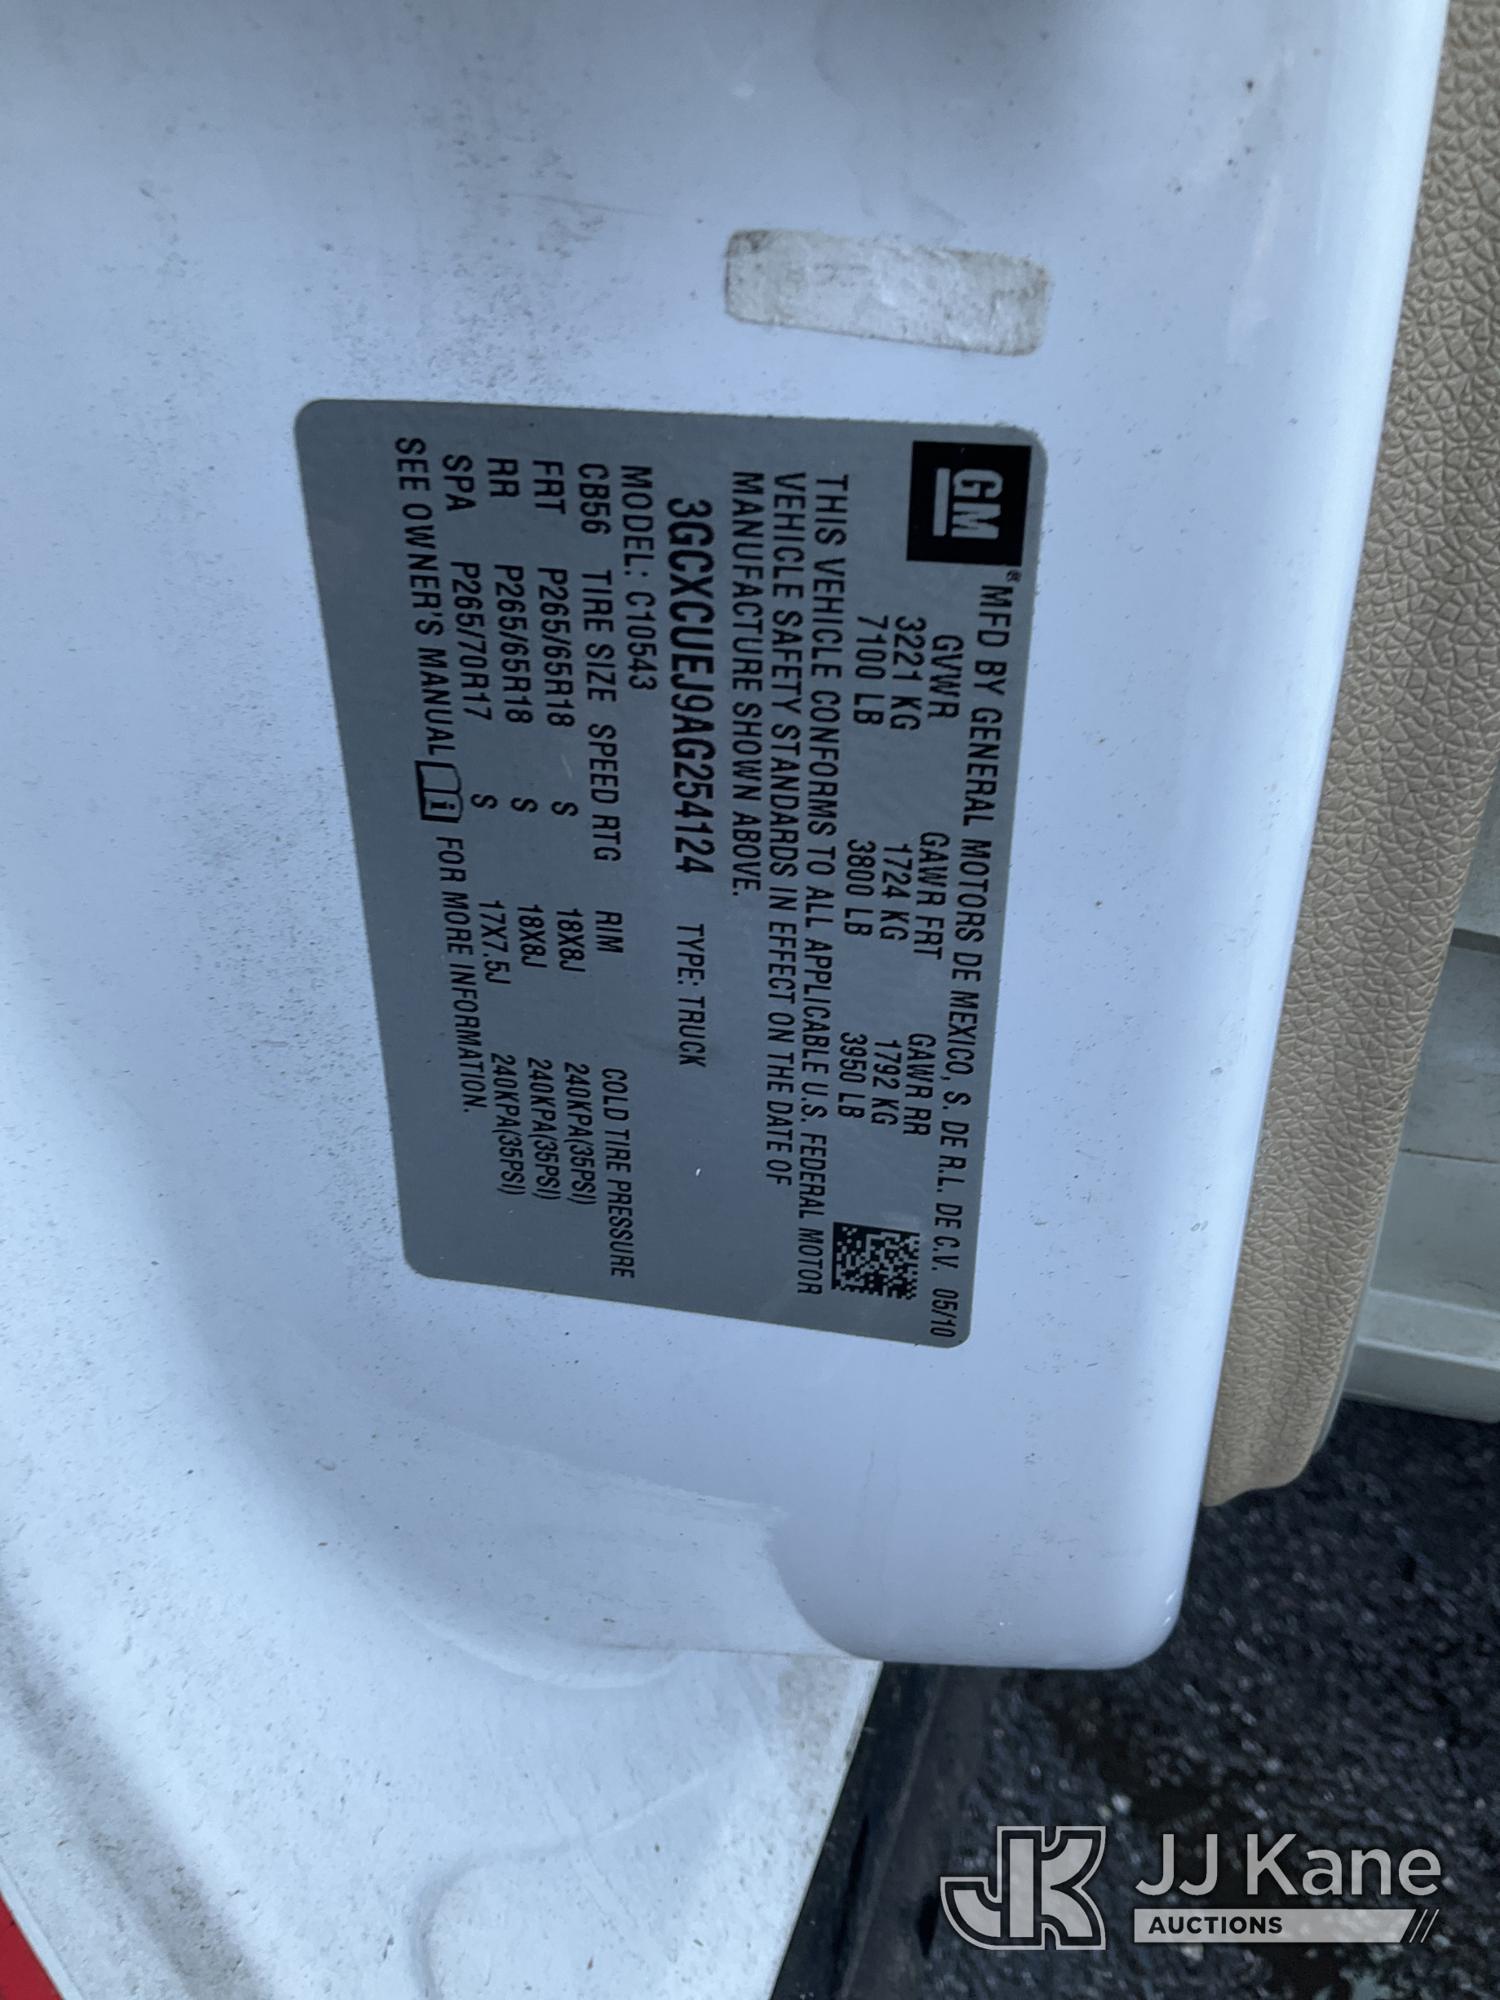 GM ® MFD BY GENERAL MOTORS DE MEXICO, S. DE R.L. DE C.V. 05/10
GVWR GAWR FRT GAWR RR
3221 KG 1724 KG 1792 KG
7100 LB 3800 LB 3950 LB
THIS VEHICLE CONFORMS TO ALL APPLICABLE U.S. FEDERAL MOTOR
VEHICLE SAFETY STANDARDS IN EFFECT ON THE DATE OF
MANUFACTURE SHOWN ABOVE.
3GCXCUEJ9AG254124 TYPE: TRUCK
MODEL: C10543
CB56 TIRE SIZE SPEED RTG RIM COLD TIRE PRESSURE
FRT P265/65R18 S 18X8J 240KPA(35PSI)
RR P265/65R18 S 18X8J 240KPA(35PSI)
SPA P265/70R17 S 17X7.5J 240KPA(35PSI)
SEE OWNER'S MANUAL i FOR MORE INFORMATION.
JK JJ Kane
AUCTIONS